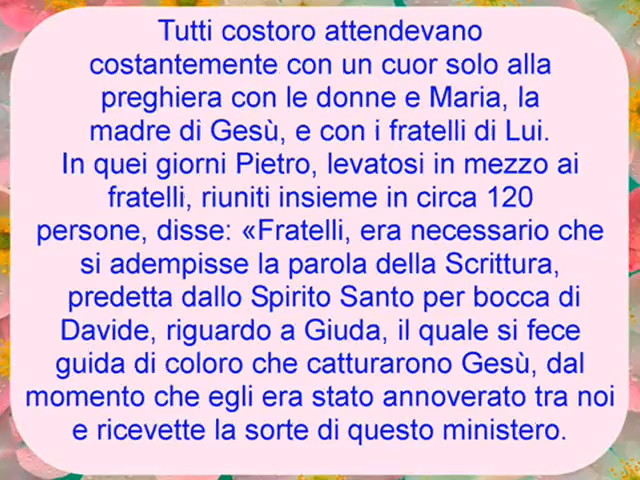 Tutti costoro attendevano
costantemente con un cuor solo alla
preghiera con le donne e Maria, la
madre di Gesù, e con i fratelli di Lui.
In quei giorni Pietro, levatosi in mezzo ai
fratelli, riuniti insieme in circa 120
persone, disse: «Fratelli, era necessario che
si adempisse la parola della Scrittura,
predetta dallo Spirito Santo per bocca di
Davide, riguardo a Giuda, il quale si fece
guida di coloro che catturarono Gesù, dal
momento che egli era stato annoverato tra noi
e ricevette la sorte di questo ministero.